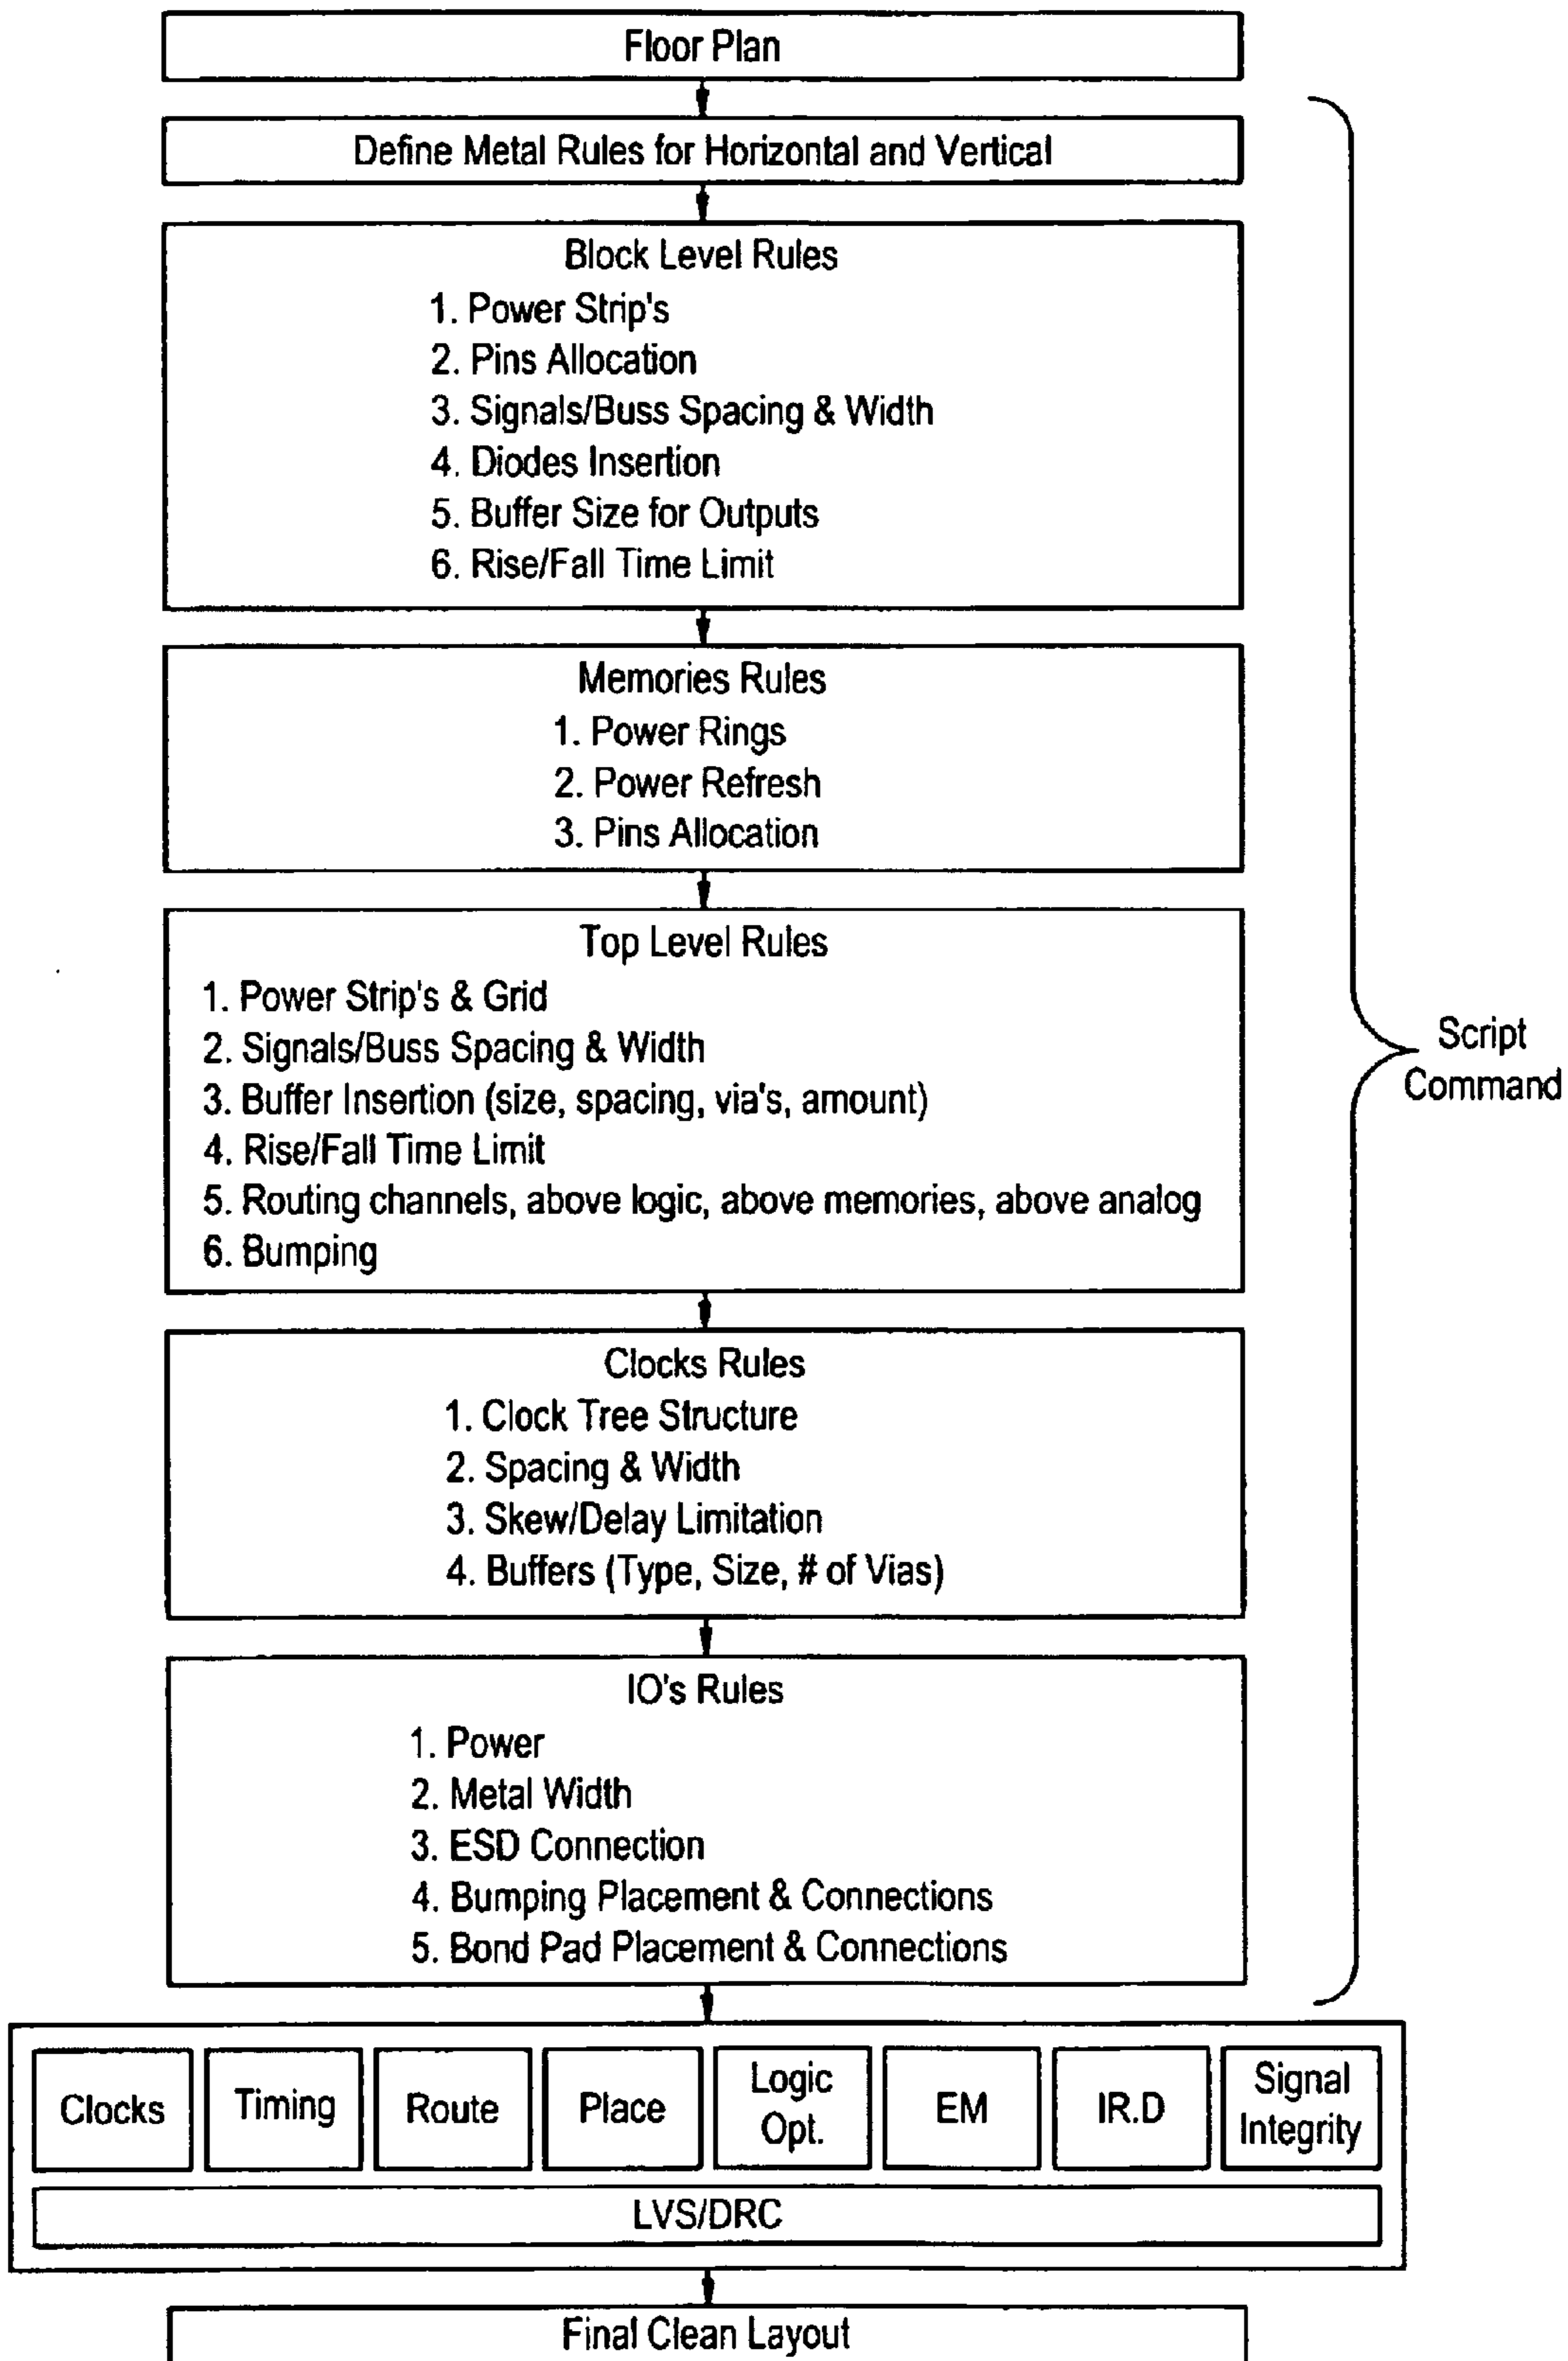 Floor Plan
Define Metal Rules for Horizontal and Vertical
Block Level Rules
1. Power Strip's
2. Pins Allocation
3. Signals/Buss Spacing & Width
4. Diodes Insertion
5. Buffer Size for Outputs
6. Rise/Fall Time Limit
Memories Rules
1. Power Rings
2. Power Refresh
3. Pins Allocation
Top Level Rules
1. Power Strip's & Grid
2. Signals/Buss Spacing & Width
3. Buffer Insertion (size, spacing, via's, amount)
4. Rise/Fall Time Limit
5. Routing channels, above logic, above memories, above analog
6. Bumping
Script
Command
Clocks Rules
1. Clock Tree Structure
2. Spacing & Width
3. Skew/Delay Limitation
4. Buffers (Type, Size, # of Vias)
IO's Rules
1. Power
2. Metal Width
3. ESD Connection
4. Bumping Placement & Connections
5. Bond Pad Placement & Connections
Clocks
Timing
Route
Place
Logic
Opt.
EM
IR.D
Signal
Integrity
LVS/DRC
Final Clean Layout